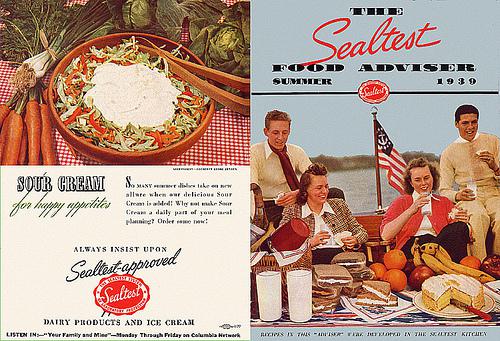 SOUR CREAM
for happy appetites
SO MANY summer dishes take on new
allure when our delicious Sour
Cream is added! Why not make Sour
Cream a daily part of your meal
planning? Order some now!
ALWAYS INSIST UPON
Sealtest-approved
Sealtest
DAIRY PRODUCTS AND ICE CREAM
LISTEN IN:—"Your Family and Mine"—Monday Through Friday on Columbia Network
THE
Sealtest
FOOD ADVISER
SUMMER 1939
Sealtest
RECIPES IN THIS "ADVISER" WERE DEVELOPED IN THE SEALTEST KITCHEN